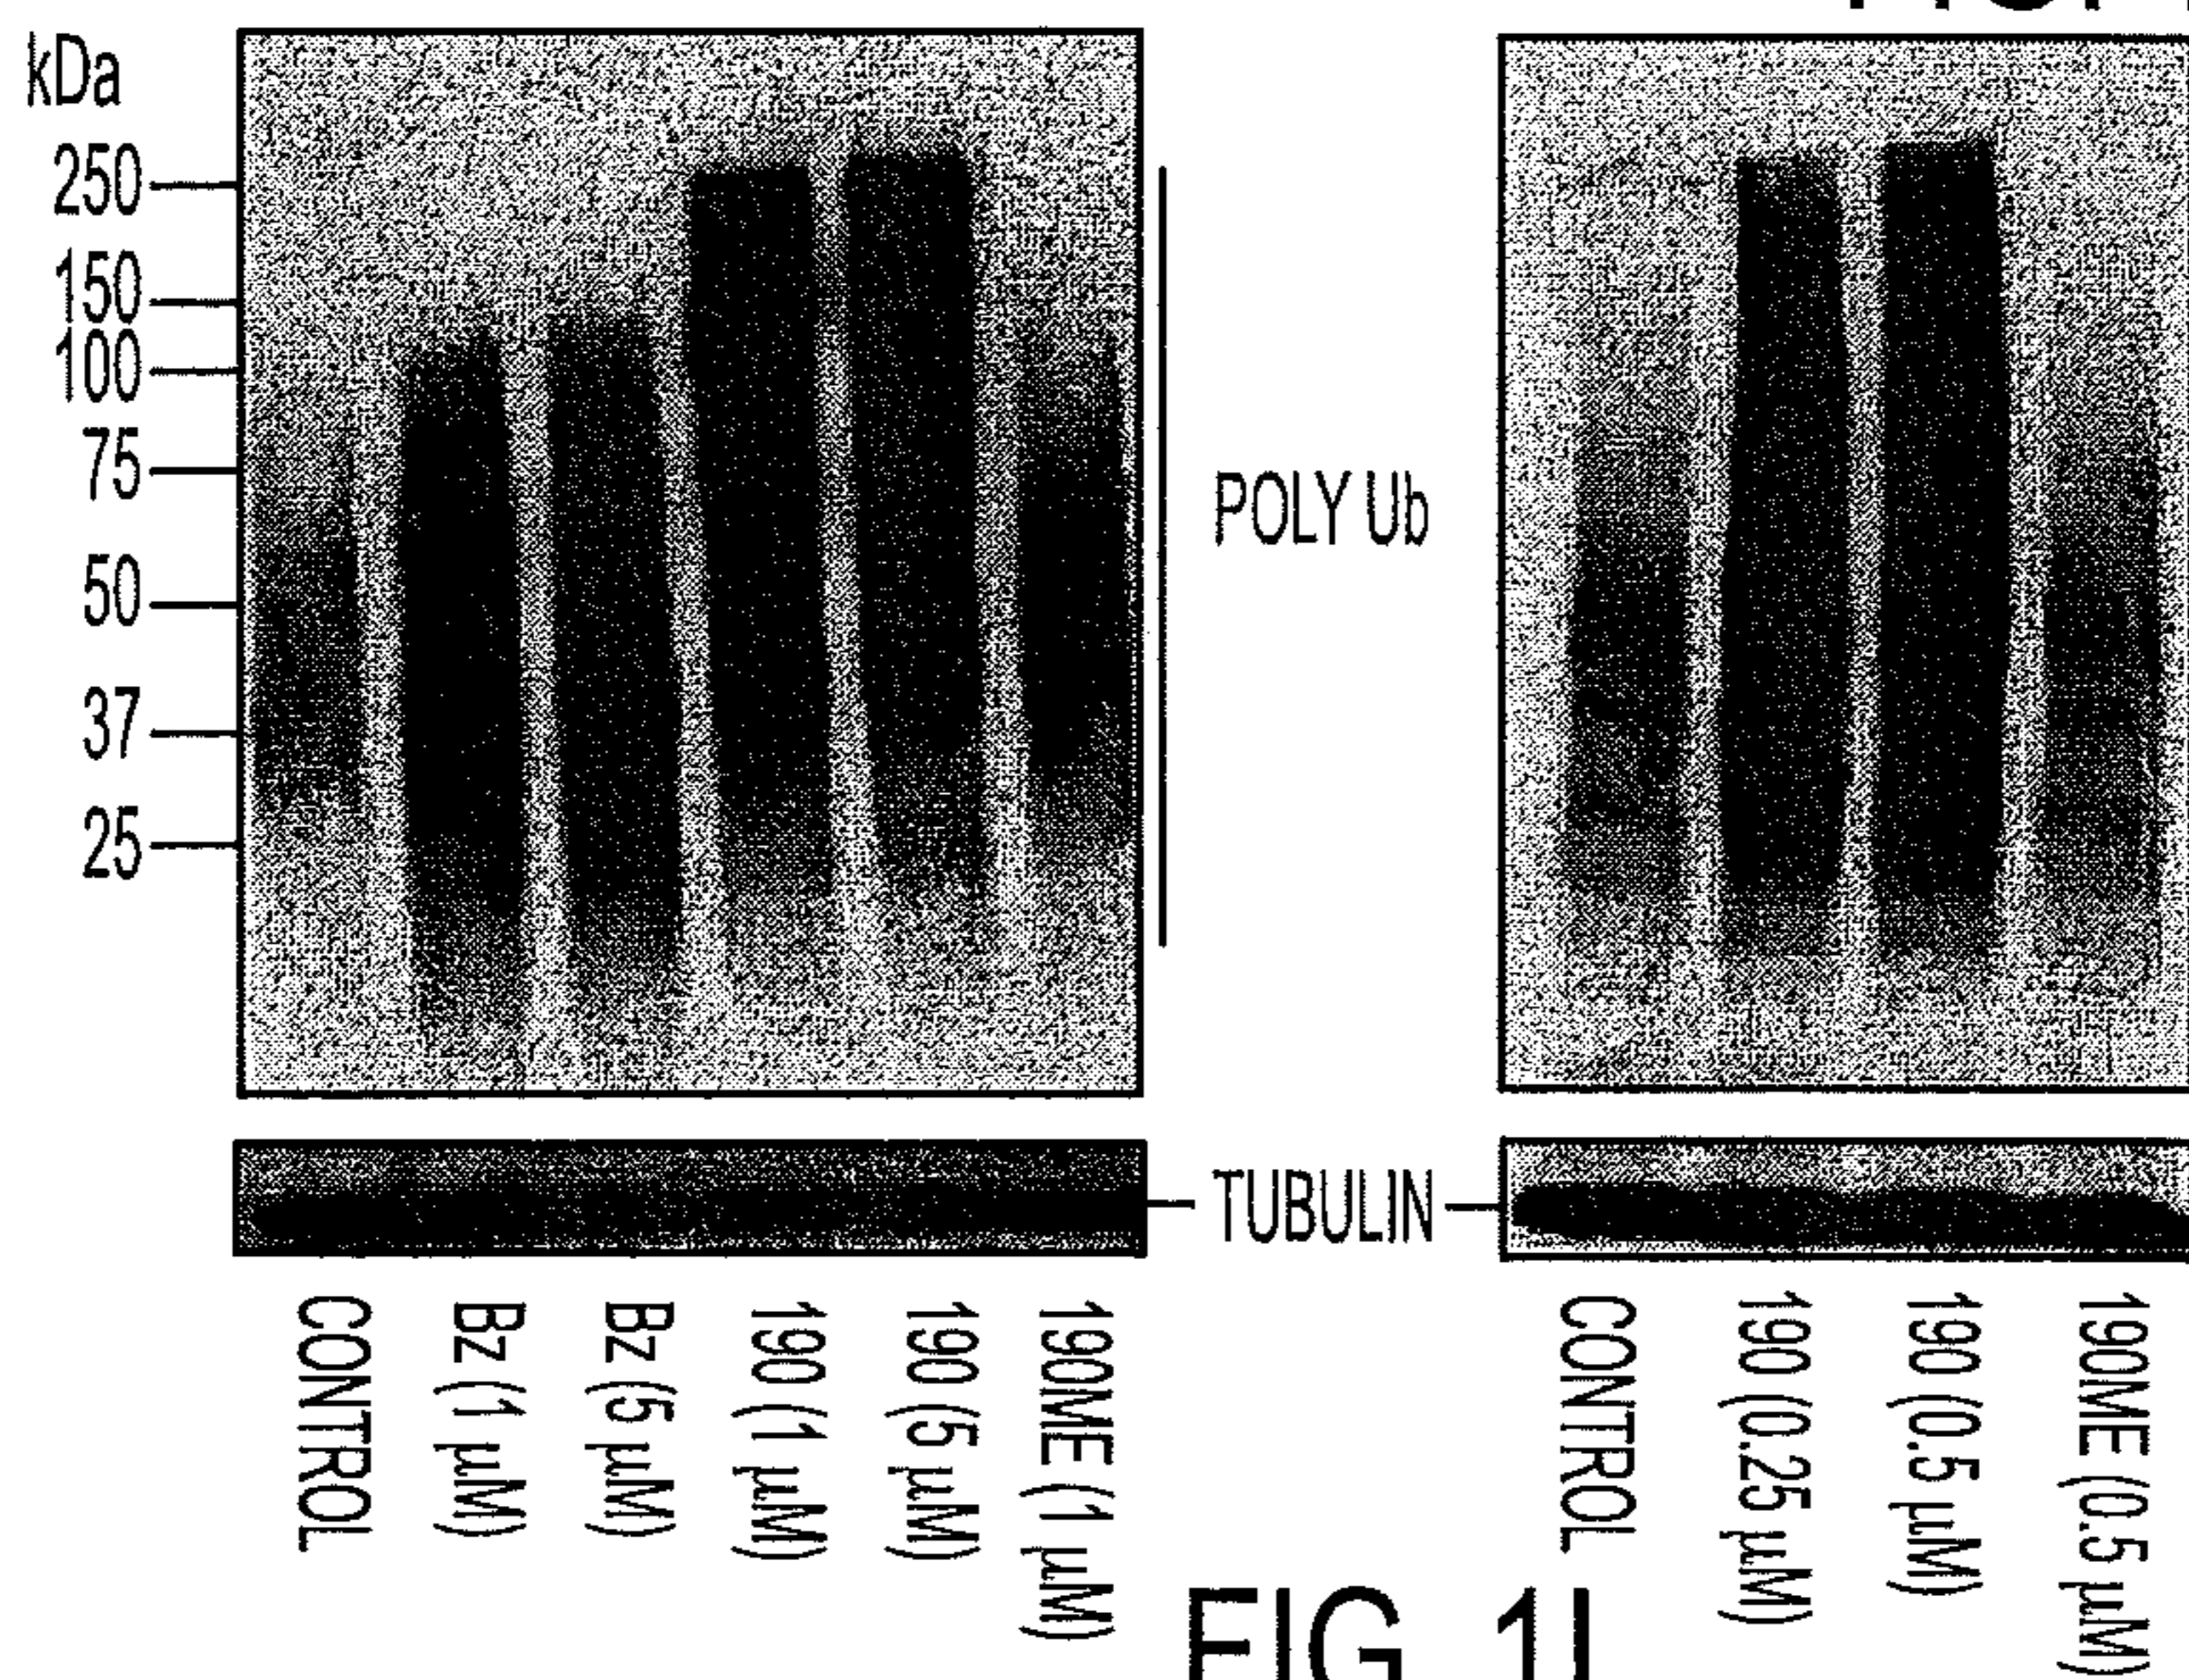 kDa
250
150
100
75
50
37
25
POLY Ub
TUBULIN
CONTROL
Bz (1 µM)
Bz (5 µM)
190 (1 µM)
190 (5 µM)
190ME (1 µM)
CONTROL
190 (0.25 µM)
190 (0.5 µM)
190ME (0.5 µM)